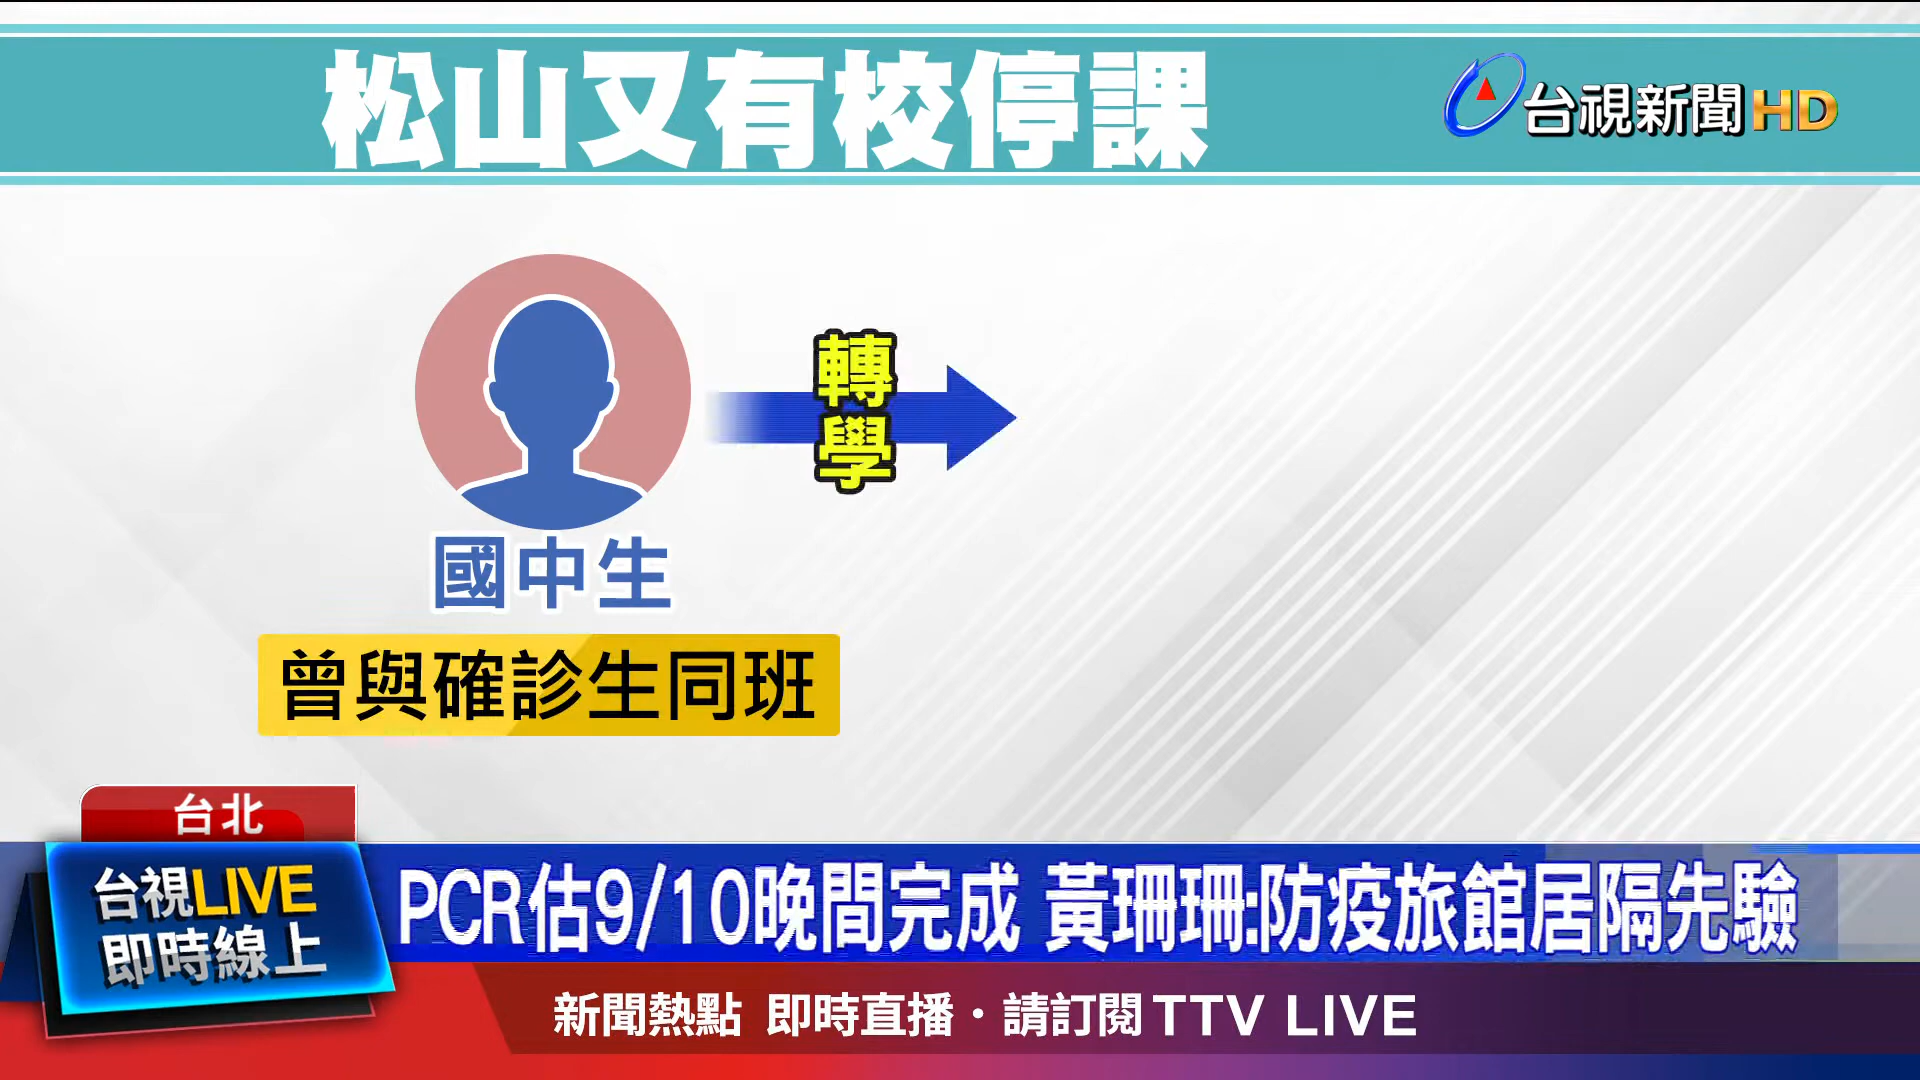 松山又有校停課
台視新聞HD
轉學
國中生
曾與確診生同班
台北
台視LIVE
即時線上
PCR估9/10晚間完成 黃珊珊:防疫旅館居隔先驗
新聞熱點 即時直播・請訂閱TTV LIVE